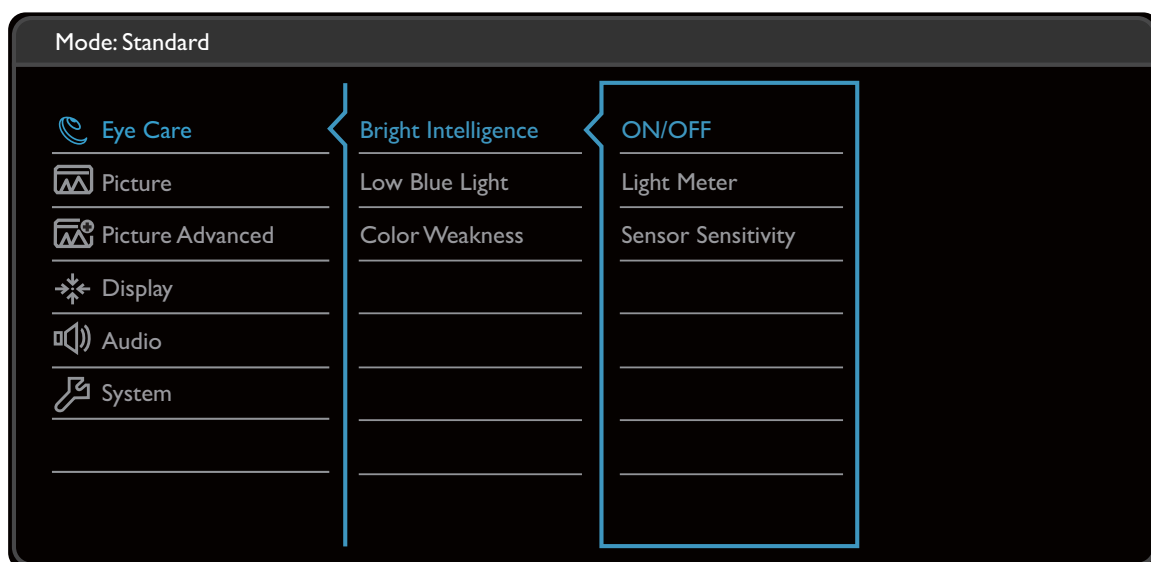 Mode: Standard
Eye Care
Bright Intelligence
ON/OFF
Picture
Low Blue Light
Light Meter
Picture Advanced
Color Weakness
Sensor Sensitivity
Display
Audio
System